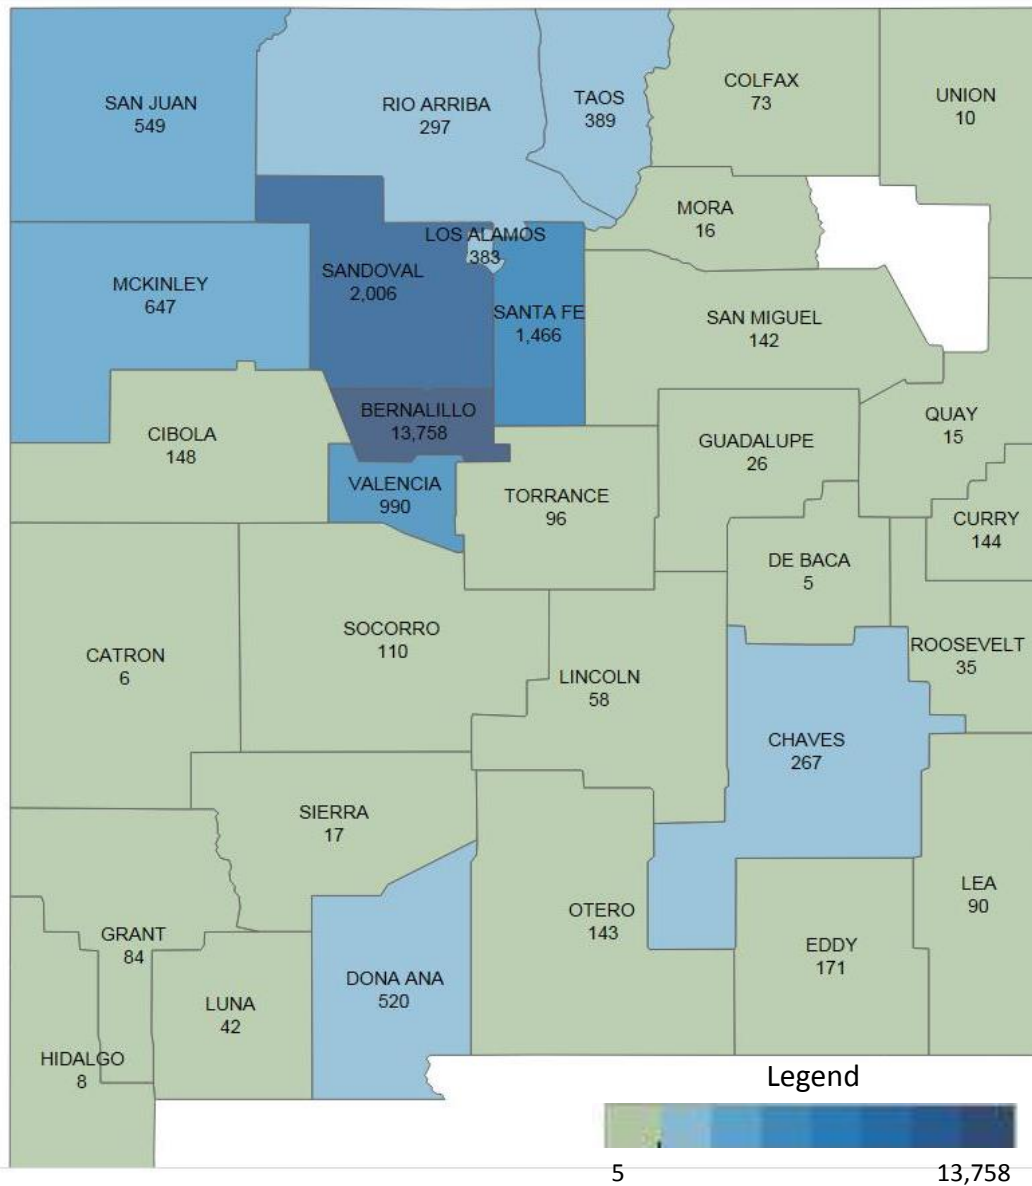 SAN JUAN
549
RIO ARRIBA
297
TAOS
389
COLFAX
73
UNION
10
MORA
16
LOS ALAMOS
383
MCKINLEY
647
SANDOVAL
2,006
SANTA FE
1,466
SAN MIGUEL
142
BERNALILLO
13,758
CIBOLA
148
VALENCIA
990
TORRANCE
96
GUADALUPE
26
QUAY
15
CURRY
144
DE BACA
5
CATRON
6
SOCORRO
110
LINCOLN
58
ROOSEVELT
35
CHAVES
267
SIERRA
17
GRANT
84
LUNA
42
DONA ANA
520
OTERO
143
EDDY
171
LEA
90
HIDALGO
8
Legend
5
13,758